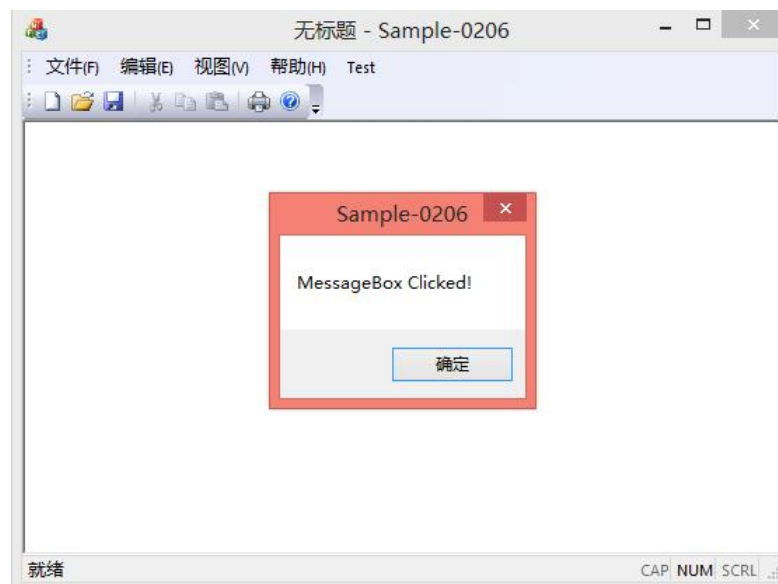 无标题 - Sample-0206
文件(F) 编辑(E) 视图(V) 帮助(H) Test
Sample-0206
MessageBox Clicked!
确定
就绪 CAP NUM SCRL